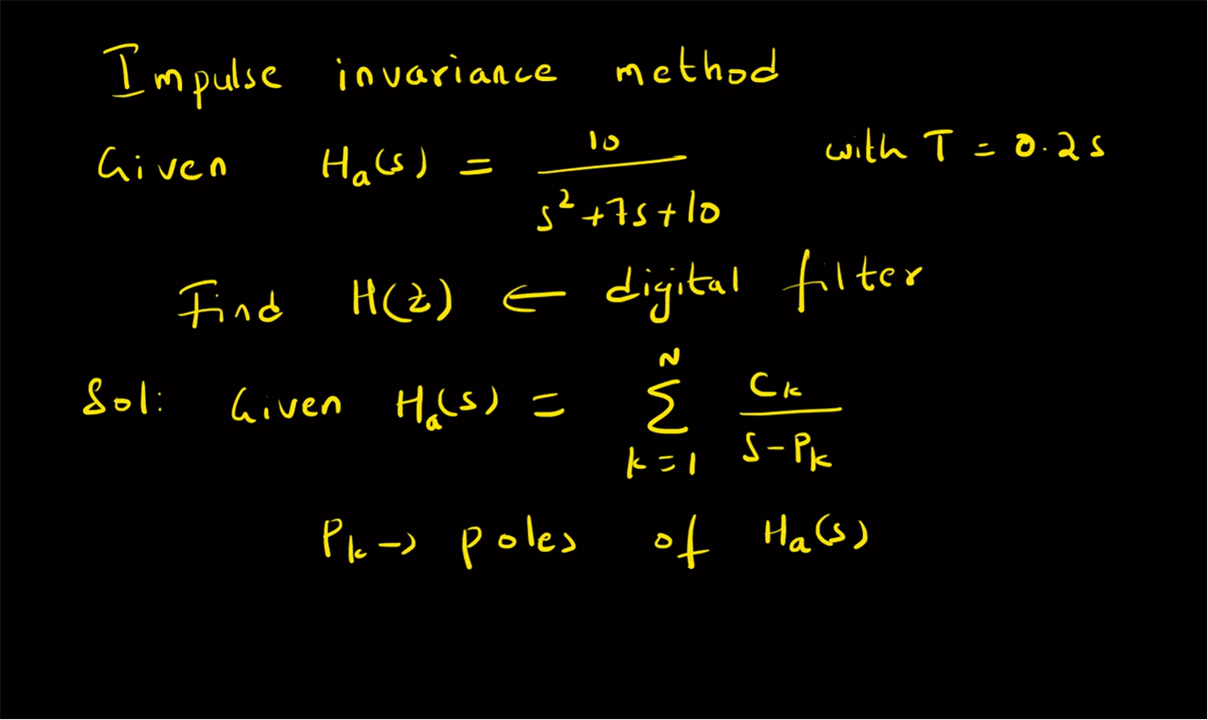 Impulse invariance method
Given Hₐ(s) = 10 / (s² + 7s + 10) with T = 0.2s
Find H(z) ← digital filter
Sol: Given Hₐ(s) = Σ_{k=1}^{N} Cₖ / (s - Pₖ)
Pₖ → poles of Hₐ(s)